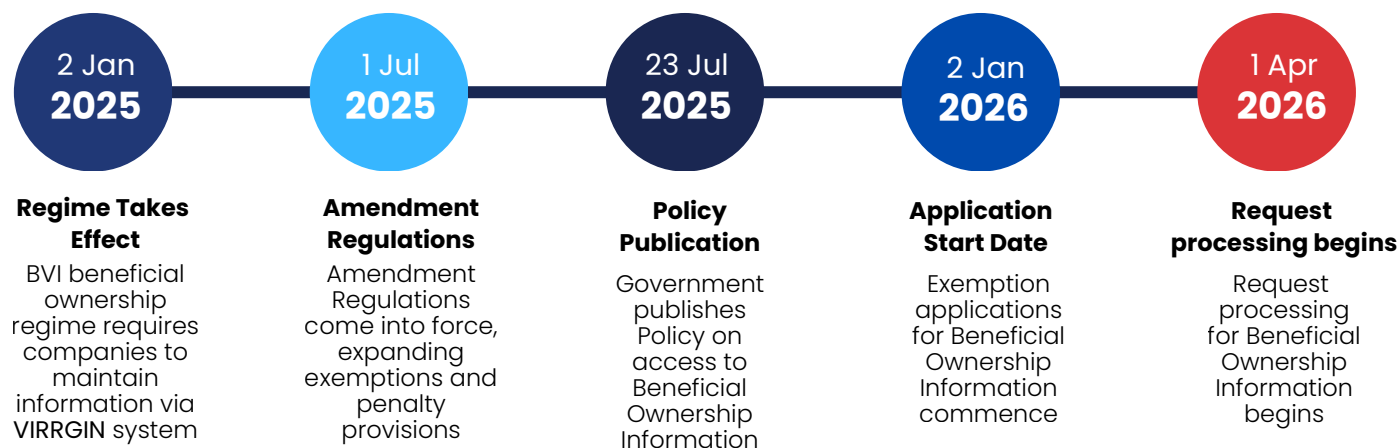 2 Jan
2025
1 Jul
2025
23 Jul
2025
2 Jan
2026
1 Apr
2026
Regime Takes
Effect
BVI beneficial
ownership
regime requires
companies to
maintain
information via
VIRRGIN system
Amendment
Regulations
Amendment
Regulations
come into force,
expanding
exemptions and
penalty
provisions
Policy
Publication
Government
publishes
Policy on
access to
Beneficial
Ownership
Information
Application
Start Date
Exemption
applications
for Beneficial
Ownership
Information
commence
Request
processing begins
Request
processing
for Beneficial
Ownership
Information
begins